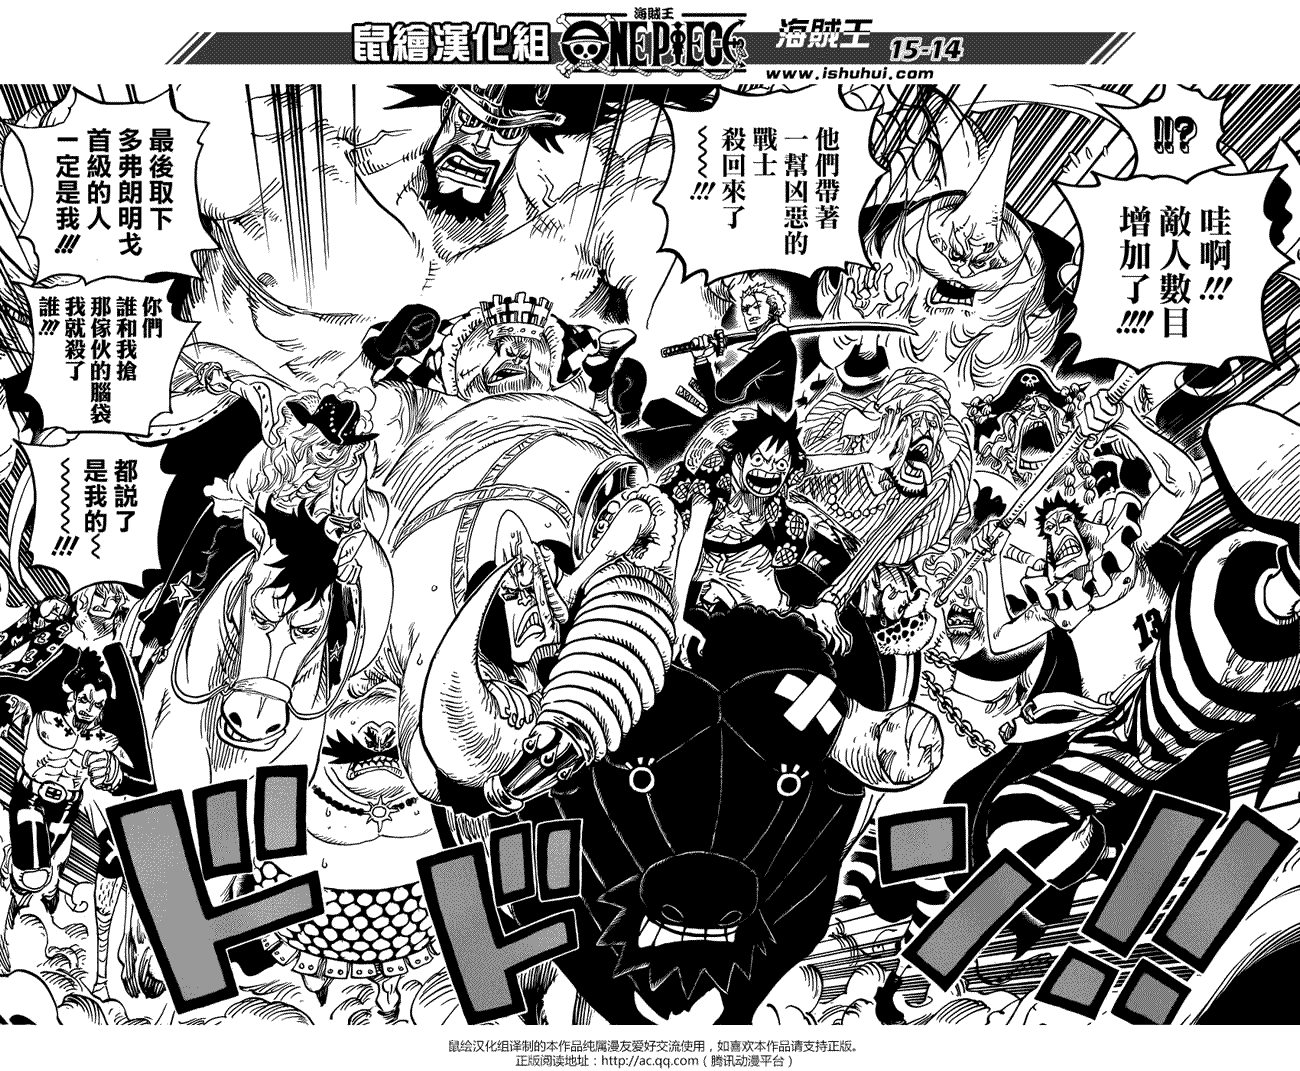 鼠繪漢化組
海賊王
ONE PIECE
海賊王
15-14
www.ishuhui.com
!!?
哇啊!!!
敵人數目
增加了!!!!
他們帶著
一幫凶惡的
戰士
殺回來了
~~~!!!
最後取下
多弗朗明戈
首級的人
一定是我!!!
你們
誰和我搶
那傢伙的腦袋
我就殺了
誰!!!
都説了
是我的~
~~~~!!!
13
ドドン!!
鼠绘汉化组译制的本作品纯属漫友爱好交流使用，如喜欢本作品请支持正版。
正版阅读地址：http://ac.qq.com（腾讯动漫平台）